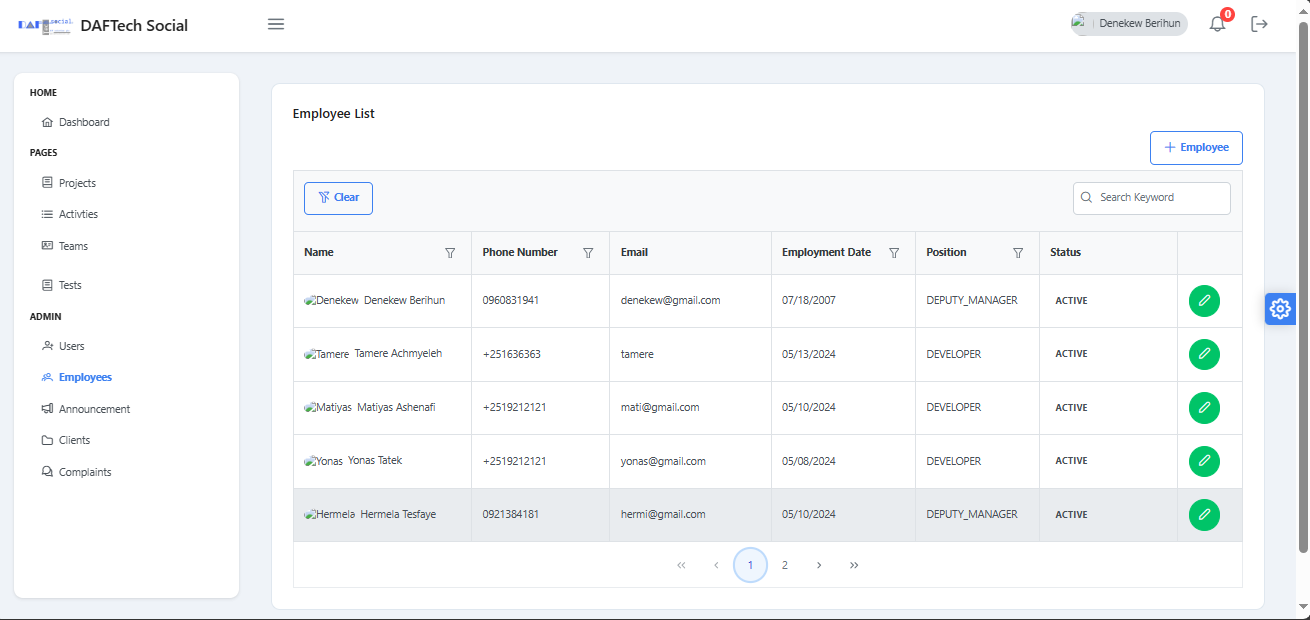 DAFTech Social
Denekew Berihun
0
HOME
Dashboard
PAGES
Projects
Activties
Teams
Tests
ADMIN
Users
Employees
Announcement
Clients
Complaints
Employee List
+ Employee
Clear
Search Keyword
Name Phone Number Email Employment Date Position Status
Denekew Denekew Berihun 0960831941 denekew@gmail.com 07/18/2007 DEPUTY_MANAGER ACTIVE
Tamere Tamere Achmyeleh +251636363 tamere 05/13/2024 DEVELOPER ACTIVE
Matiyas Matiyas Ashenafi +2519212121 mati@gmail.com 05/10/2024 DEVELOPER ACTIVE
Yonas Yonas Tatek +2519212121 yonas@gmail.com 05/08/2024 DEVELOPER ACTIVE
Hermela Hermela Tesfaye 0921384181 hermi@gmail.com 05/10/2024 DEPUTY_MANAGER ACTIVE
« ‹ 1 2 › »